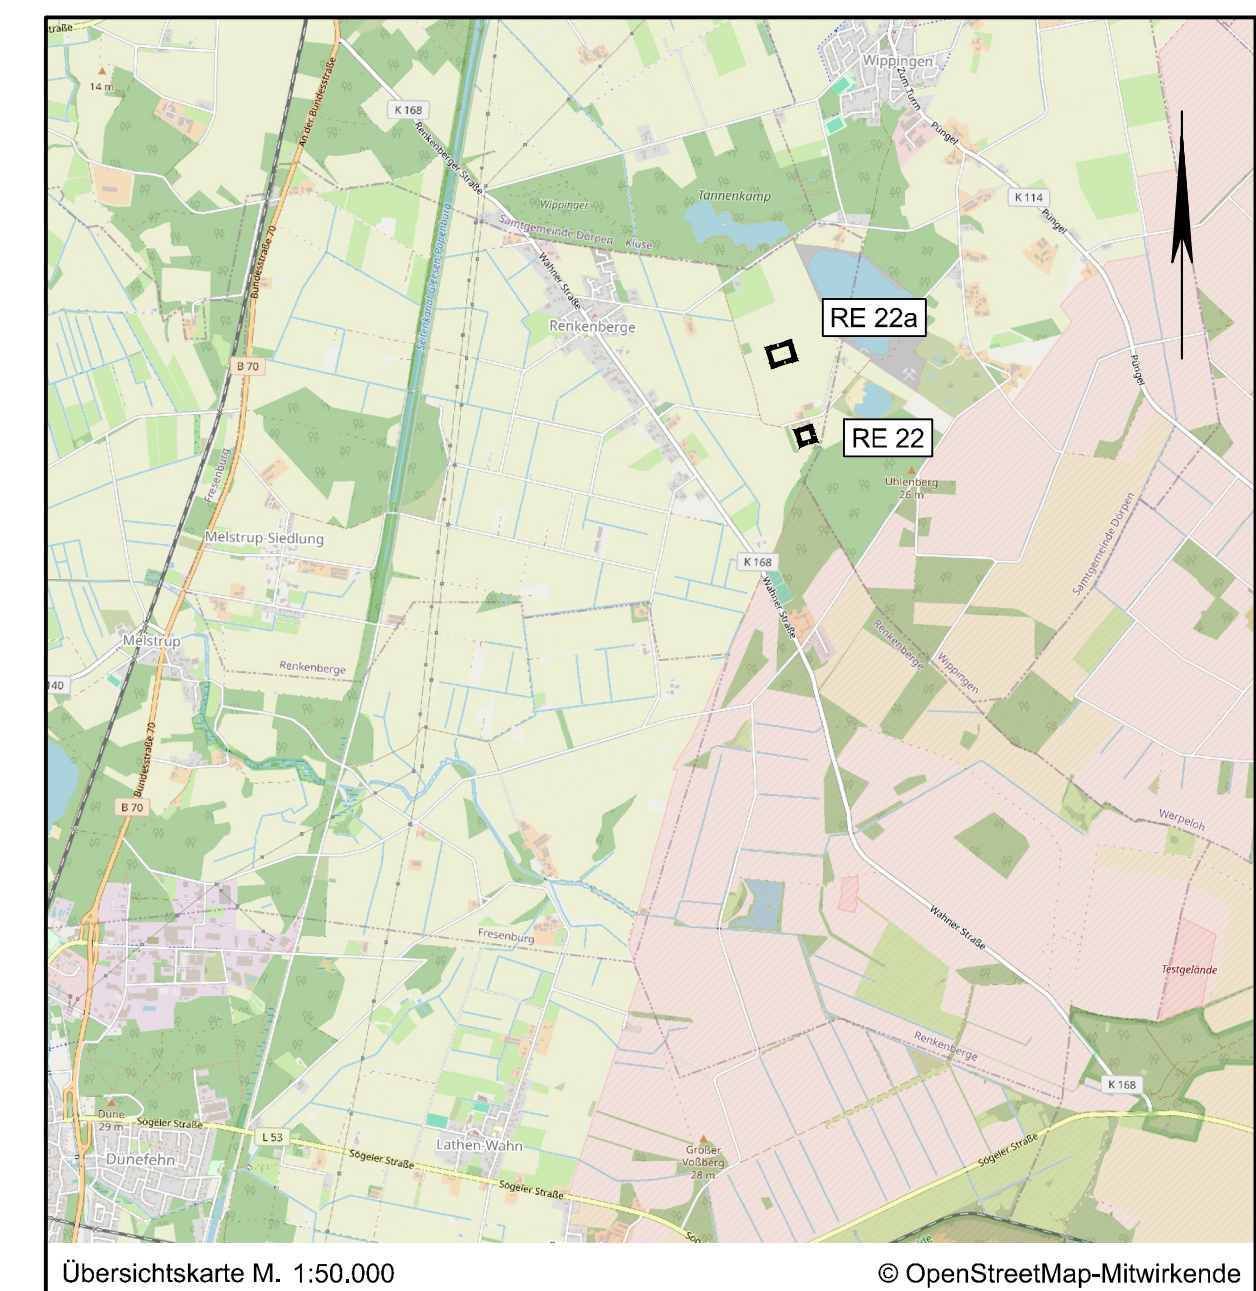 traße
14 m
An der Bundesstraße
K 168
Renkenberger Straße
Wippingen
Zum Turm
Püngel
K 114
Püngel
Püngel
Tannenkamp
Wippinger
Samtgemeinde Dörpen
Kluse
Bundesstraße 70
Seitenkanal Gleesen-Papenburg
Wahner Straße
Renkenberge
RE 22a
B 70
RE 22
Fresenburg
Uhlenberg
26 m
Samtgemeinde Dörpen
Melstrup-Siedlung
K 168
Wahner Straße
Melstrup
Renkenberge
Renkenberge
Wippingen
140
Bundesstraße 70
B 70
Werpeloh
Fresenburg
Wahner Straße
Testgelände
Renkenberge
K 168
Düne
29 m
Sögeler Straße
L 53
Dünefehn
Sögeler Straße
Lathen-Wahn
Sögeler Straße
Großer
Voßberg
28 m
Sögeler Straße
Übersichtskarte M. 1:50.000
© OpenStreetMap-Mitwirkende